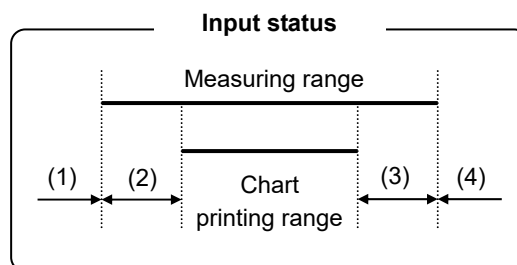 Input status
Measuring range
(1) (2) (3) (4)
Chart
printing range